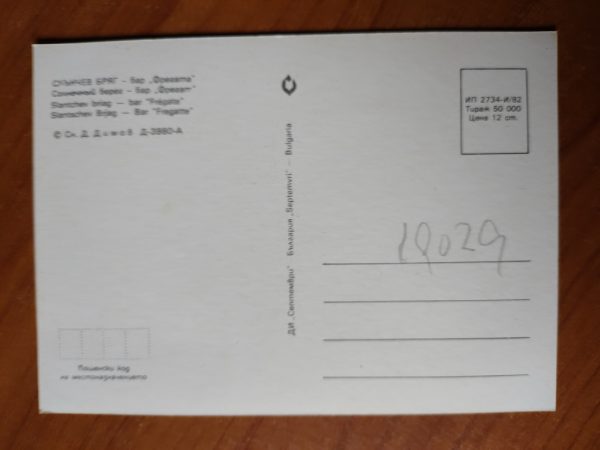 СЛЪНЧЕВ БРЯГ - бар „Фрегата"
Солнечный берег - бар „Фрегат"
Slantchev briag — bar "Frégate"
Slantschev Brjag — Bar "Fregatte"
© Сн. Д. Димов Д-3980-А
ДИ „Септември" България „Septemvri" — Bulgaria
ИП 2734-И/82
Тираж 50 000
Цена 12 ст.
19029
Пощенски код
на местоназначението